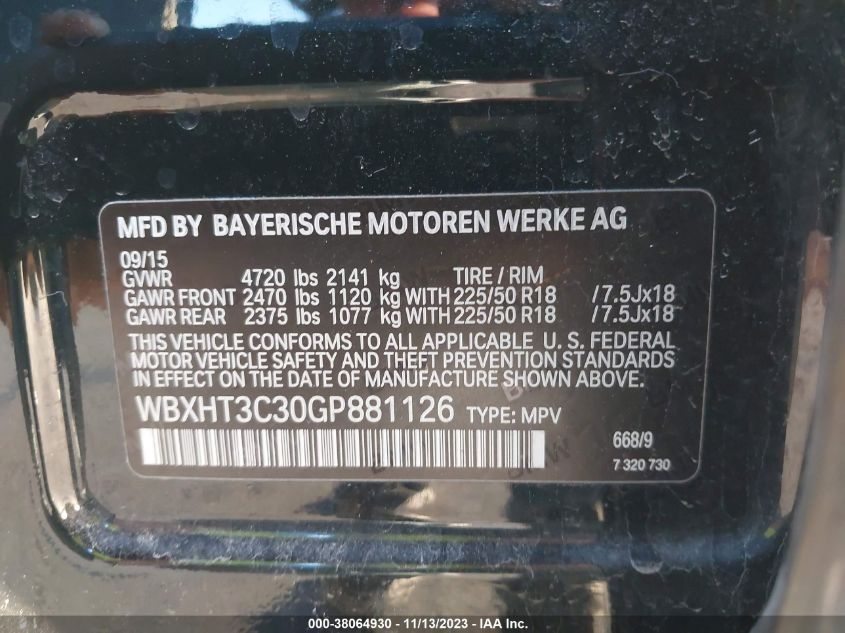 MFD BY BAYERISCHE MOTOREN WERKE AG
09/15
GVWR 4720 lbs 2141 kg TIRE / RIM
GAWR FRONT 2470 lbs 1120 kg WITH 225/50 R18 /7.5Jx18
GAWR REAR 2375 lbs 1077 kg WITH 225/50 R18 /7.5Jx18
THIS VEHICLE CONFORMS TO ALL APPLICABLE U. S. FEDERAL
MOTOR VEHICLE SAFETY AND THEFT PREVENTION STANDARDS
IN EFFECT ON THE DATE OF MANUFACTURE SHOWN ABOVE.
WBXHT3C30GP881126 TYPE: MPV
668/9
7 320 730
000-38064930 - 11/13/2023 - © IAA Inc.